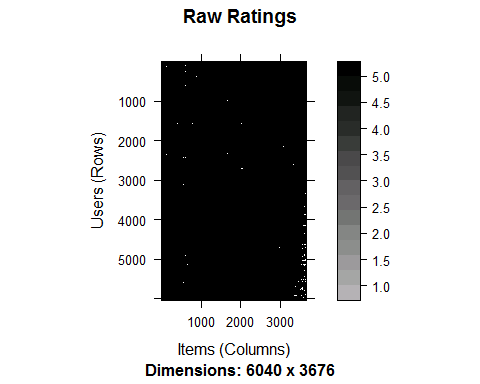 Raw Ratings
Users (Rows)
1000
2000
3000
4000
5000
1000 2000 3000
5.0
4.5
4.0
3.5
3.0
2.5
2.0
1.5
1.0
Items (Columns)
Dimensions: 6040 x 3676